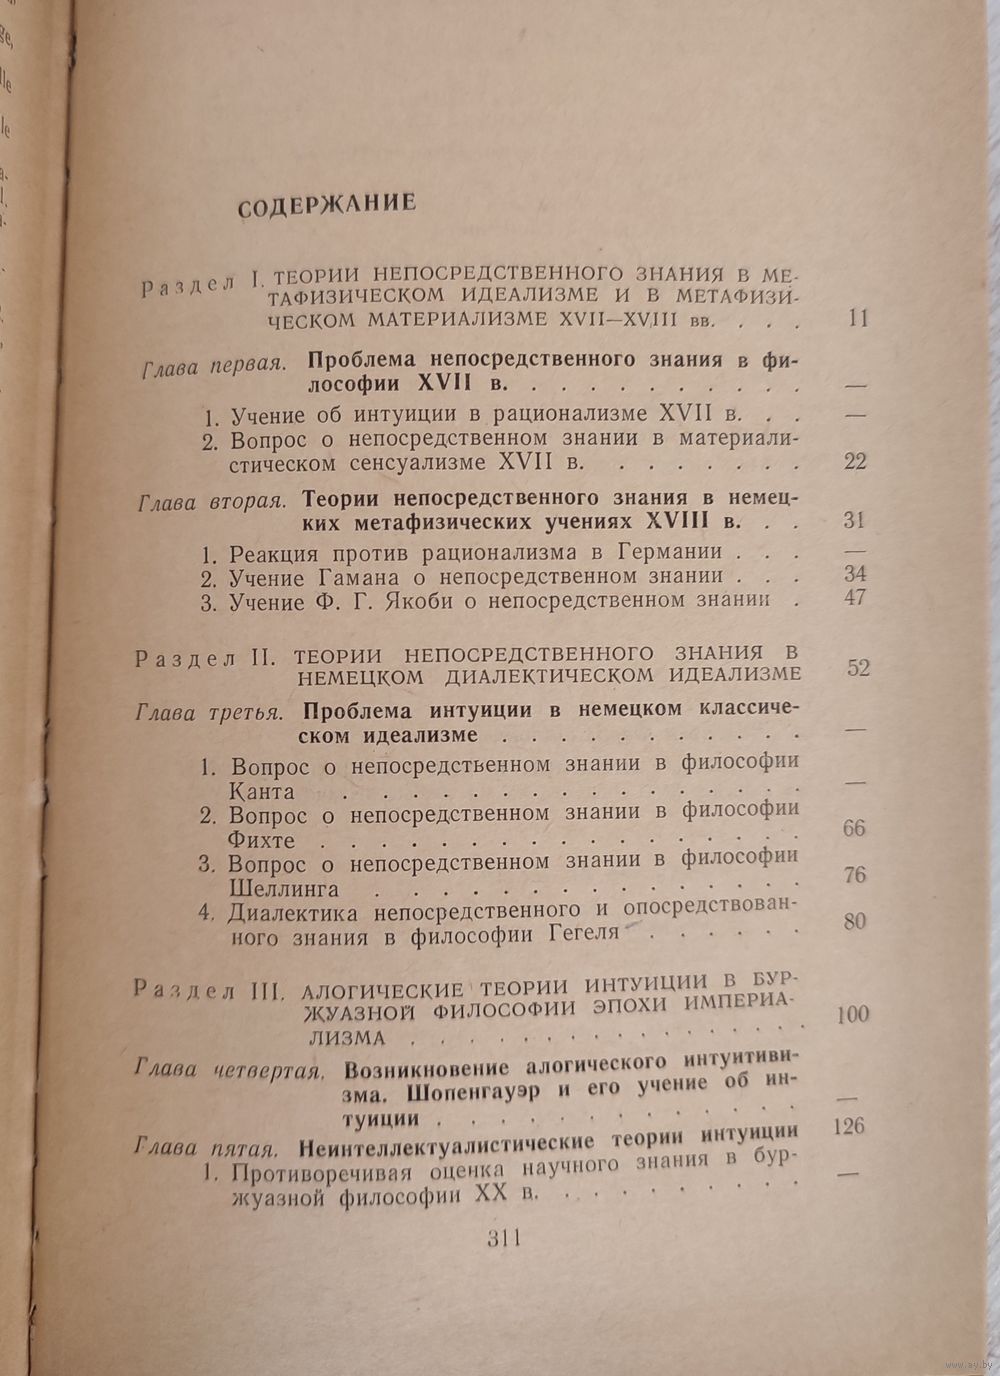 СОДЕРЖАНИЕ
Раздел I. ТЕОРИИ НЕПОСРЕДСТВЕННОГО ЗНАНИЯ В МЕ-
ТАФИЗИЧЕСКОМ ИДЕАЛИЗМЕ И В МЕТАФИЗИ-
ЧЕСКОМ МАТЕРИАЛИЗМЕ XVII—XVIII вв. . . . 11
Глава первая. Проблема непосредственного знания в фи-
лософии XVII в. . . . . . . . . . . —
1. Учение об интуиции в рационализме XVII в. . . —
2. Вопрос о непосредственном знании в материали-
стическом сенсуализме XVII в. . . . . . . . 22
Глава вторая. Теории непосредственного знания в немец-
ких метафизических учениях XVIII в. . . 31
1. Реакция против рационализма в Германии . . . —
2. Учение Гамана о непосредственном знании . . . 34
3. Учение Ф. Г. Якоби о непосредственном знании . 47
Раздел II. ТЕОРИИ НЕПОСРЕДСТВЕННОГО ЗНАНИЯ В
НЕМЕЦКОМ ДИАЛЕКТИЧЕСКОМ ИДЕАЛИЗМЕ 52
Глава третья. Проблема интуиции в немецком классиче-
ском идеализме . . . . . . . . . . . —
1. Вопрос о непосредственном знании в философии
Канта . . . . . . . . . . . . . . . —
2. Вопрос о непосредственном знании в философии
Фихте . . . . . . . . . . . . . . . 66
3. Вопрос о непосредственном знании в философии
Шеллинга . . . . . . . . . . . . . 76
4. Диалектика непосредственного и опосредствован-
ного знания в философии Гегеля . . . . . . 80
Раздел III. АЛОГИЧЕСКИЕ ТЕОРИИ ИНТУИЦИИ В БУР-
ЖУАЗНОЙ ФИЛОСОФИИ ЭПОХИ ИМПЕРИА-
ЛИЗМА . . . . . . . . . . . . . . 100
Глава четвертая. Возникновение алогического интуитиви-
зма. Шопенгауэр и его учение об ин-
туиции . . . . . . . . . . . . —
Глава пятая. Неинтеллектуалистические теории интуиции 126
1. Противоречивая оценка научного знания в бур-
жуазной философии XX в. . . . . . . . . —
311
www.ay.by